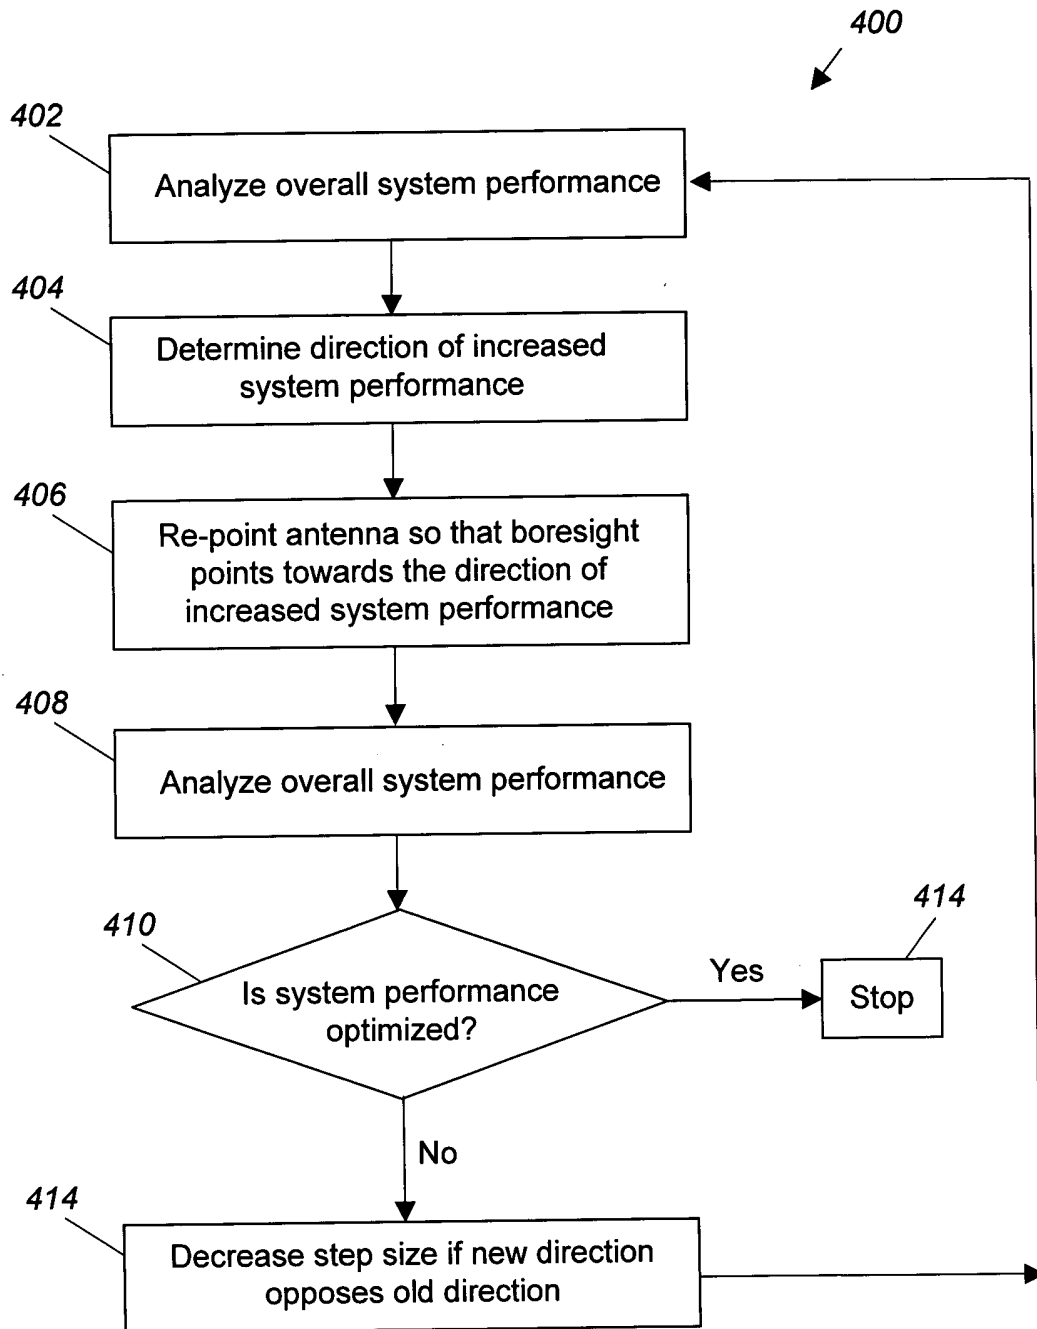 400
402
Analyze overall system performance
404
Determine direction of increased
system performance
406
Re-point antenna so that boresight
points towards the direction of
increased system performance
408
Analyze overall system performance
410
Is system performance
optimized?
Yes
414
Stop
No
414
Decrease step size if new direction
opposes old direction